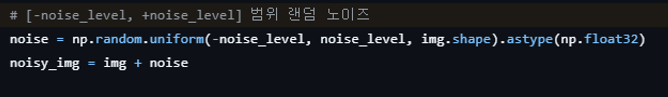 # [-noise_level, +noise_level] 범위 랜덤 노이즈
noise = np.random.uniform(-noise_level, noise_level, img.shape).astype(np.float32)
noisy_img = img + noise